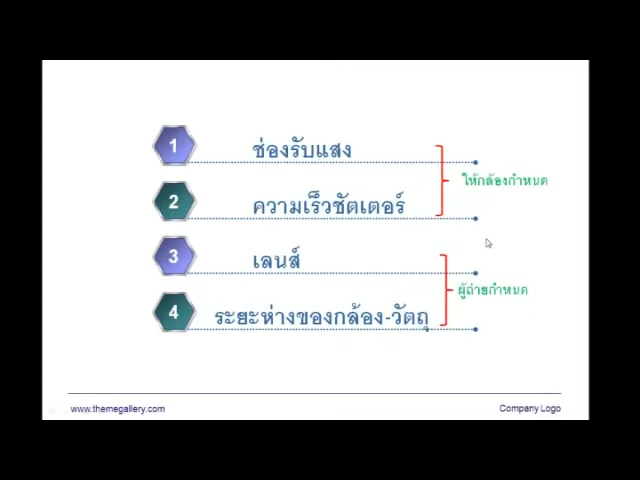 1 ช่องรับแสง
2 ความเร็วชัตเตอร์
ให้กล้องกำหนด
3 เลนส์
4 ระยะห่างของกล้อง-วัตถุ
ผู้ถ่ายกำหนด
www.themegallery.com
Company Logo